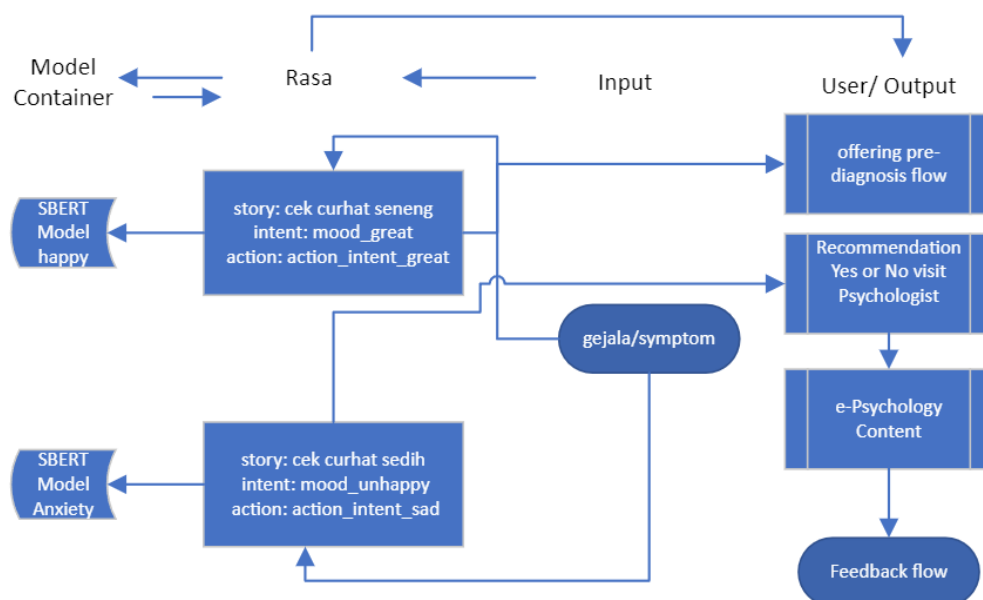 Model
Container
Rasa
Input
User/ Output
offering pre-
diagnosis flow
SBERT
Model
happy
story: cek curhat seneng
intent: mood_great
action: action_intent_great
Recommendation
Yes or No visit
Psychologist
gejala/symptom
e-Psychology
Content
SBERT
Model
Anxiety
story: cek curhat sedih
intent: mood_unhappy
action: action_intent_sad
Feedback flow